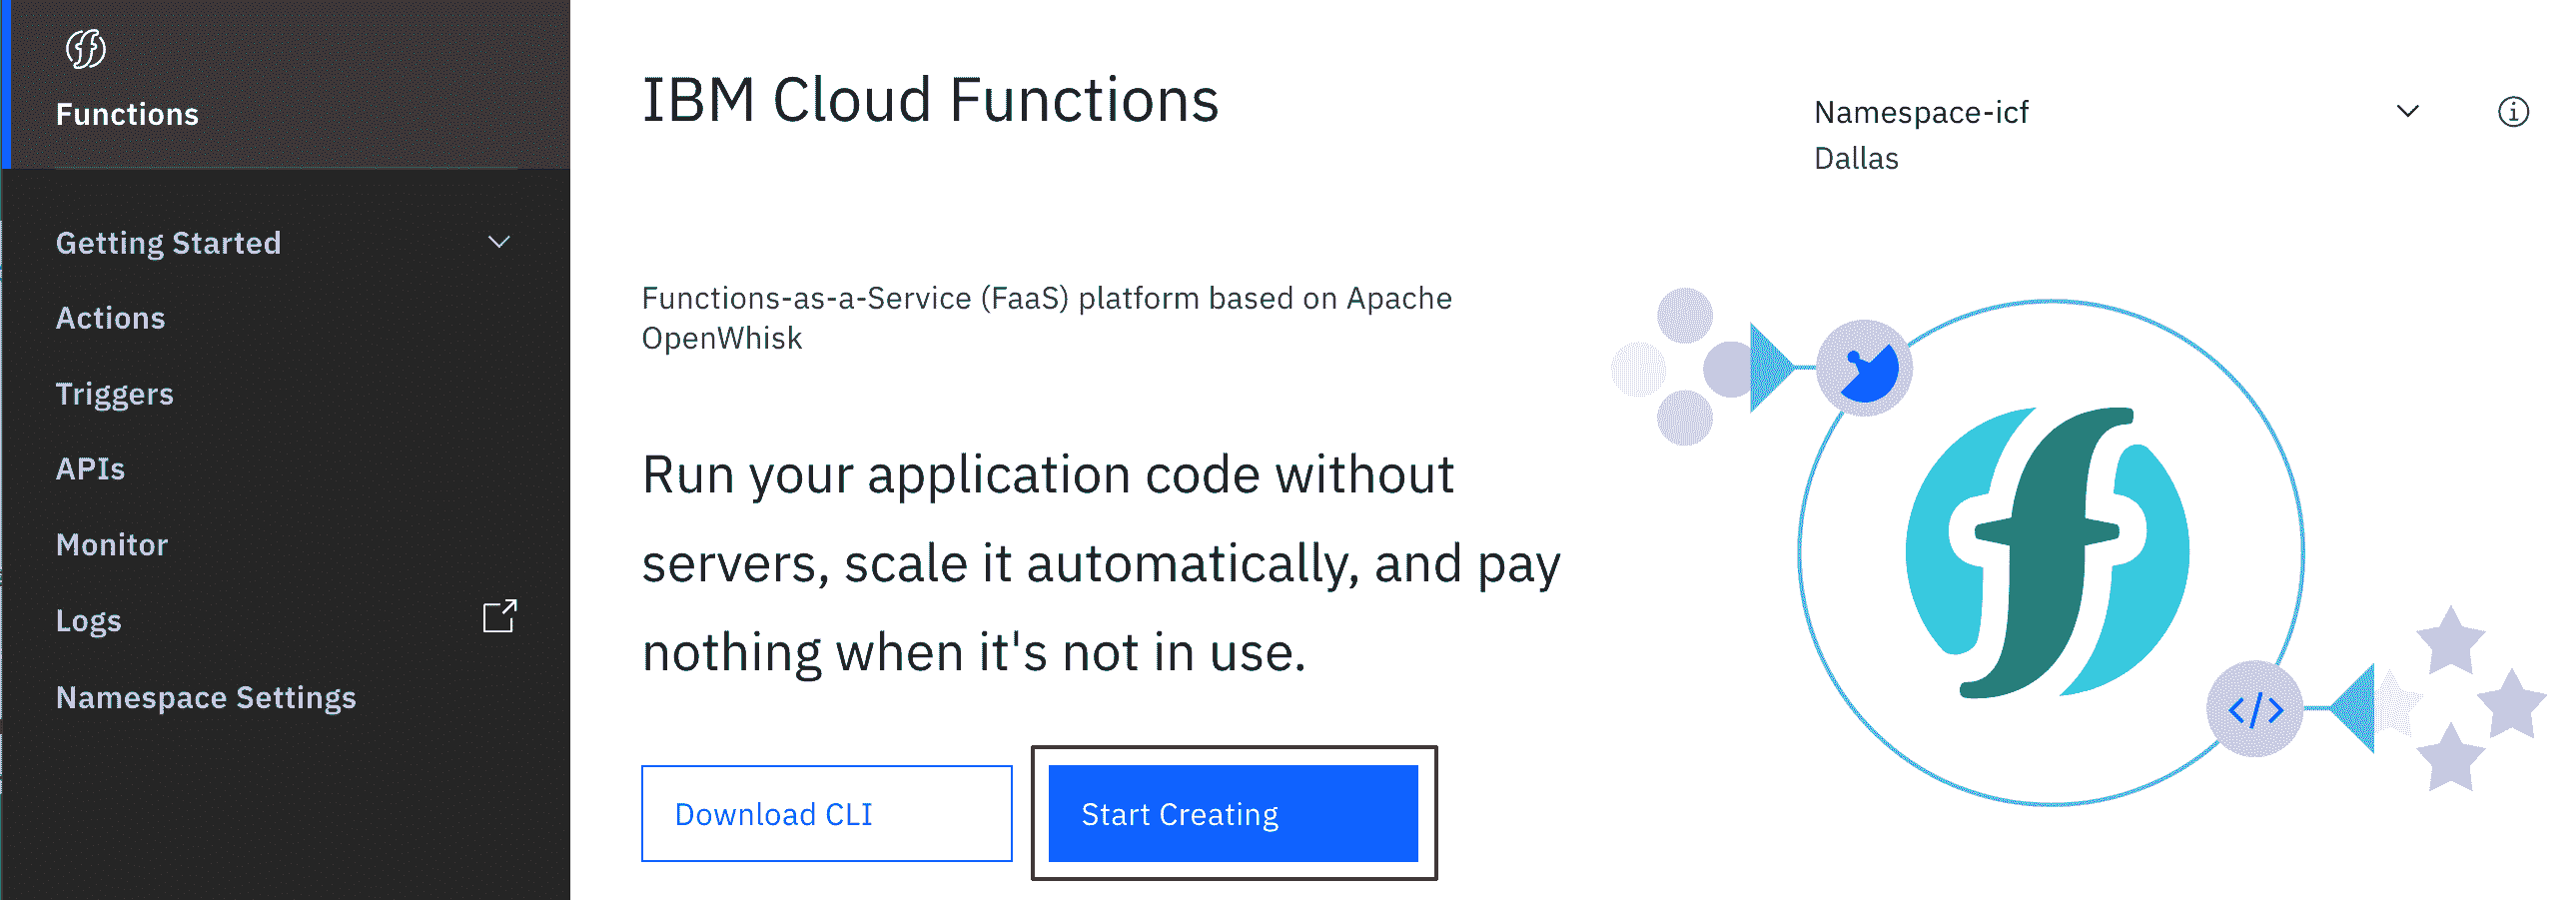 Functions
Getting Started
Actions
Triggers
APIs
Monitor
Logs
Namespace Settings
IBM Cloud Functions
Namespace-icf
Dallas
Functions-as-a-Service (FaaS) platform based on Apache
OpenWhisk
Run your application code without
servers, scale it automatically, and pay
nothing when it's not in use.
Download CLI
Start Creating